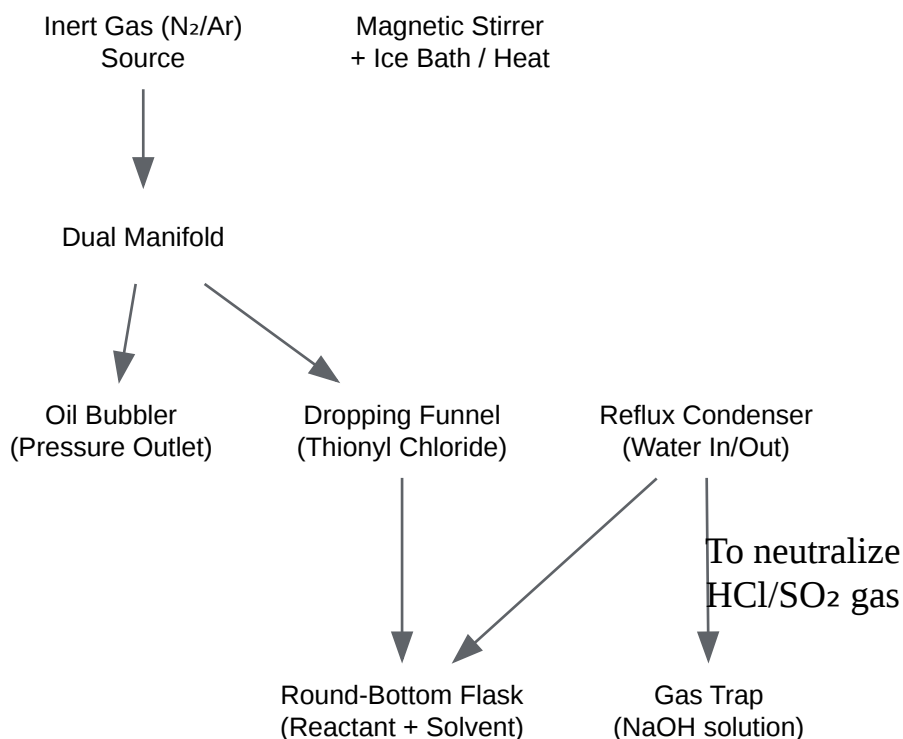 Inert Gas (N₂/Ar)
Source
Magnetic Stirrer
+ Ice Bath / Heat
Dual Manifold
Oil Bubbler
(Pressure Outlet)
Dropping Funnel
(Thionyl Chloride)
Reflux Condenser
(Water In/Out)
To neutralize
HCl/SO₂ gas
Round-Bottom Flask
(Reactant + Solvent)
Gas Trap
(NaOH solution)